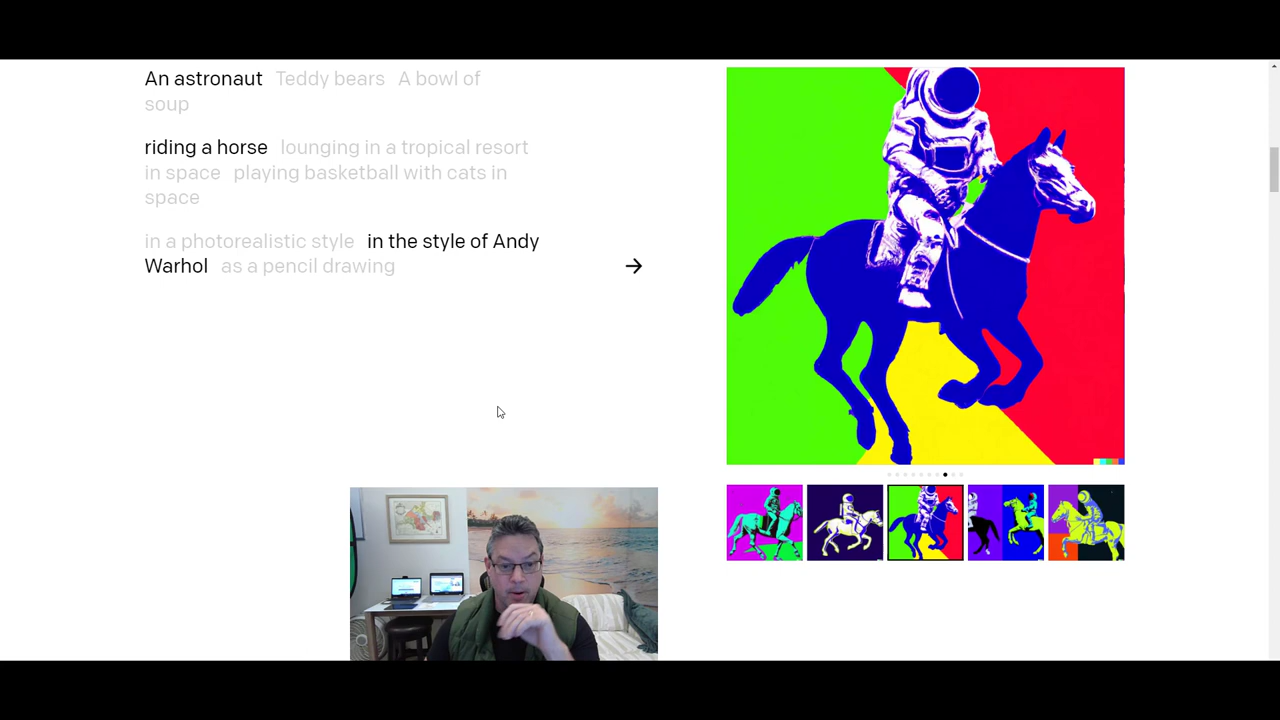 An astronaut Teddy bears A bowl of
soup
riding a horse lounging in a tropical resort
in space playing basketball with cats in
space
in a photorealistic style in the style of Andy
Warhol as a pencil drawing